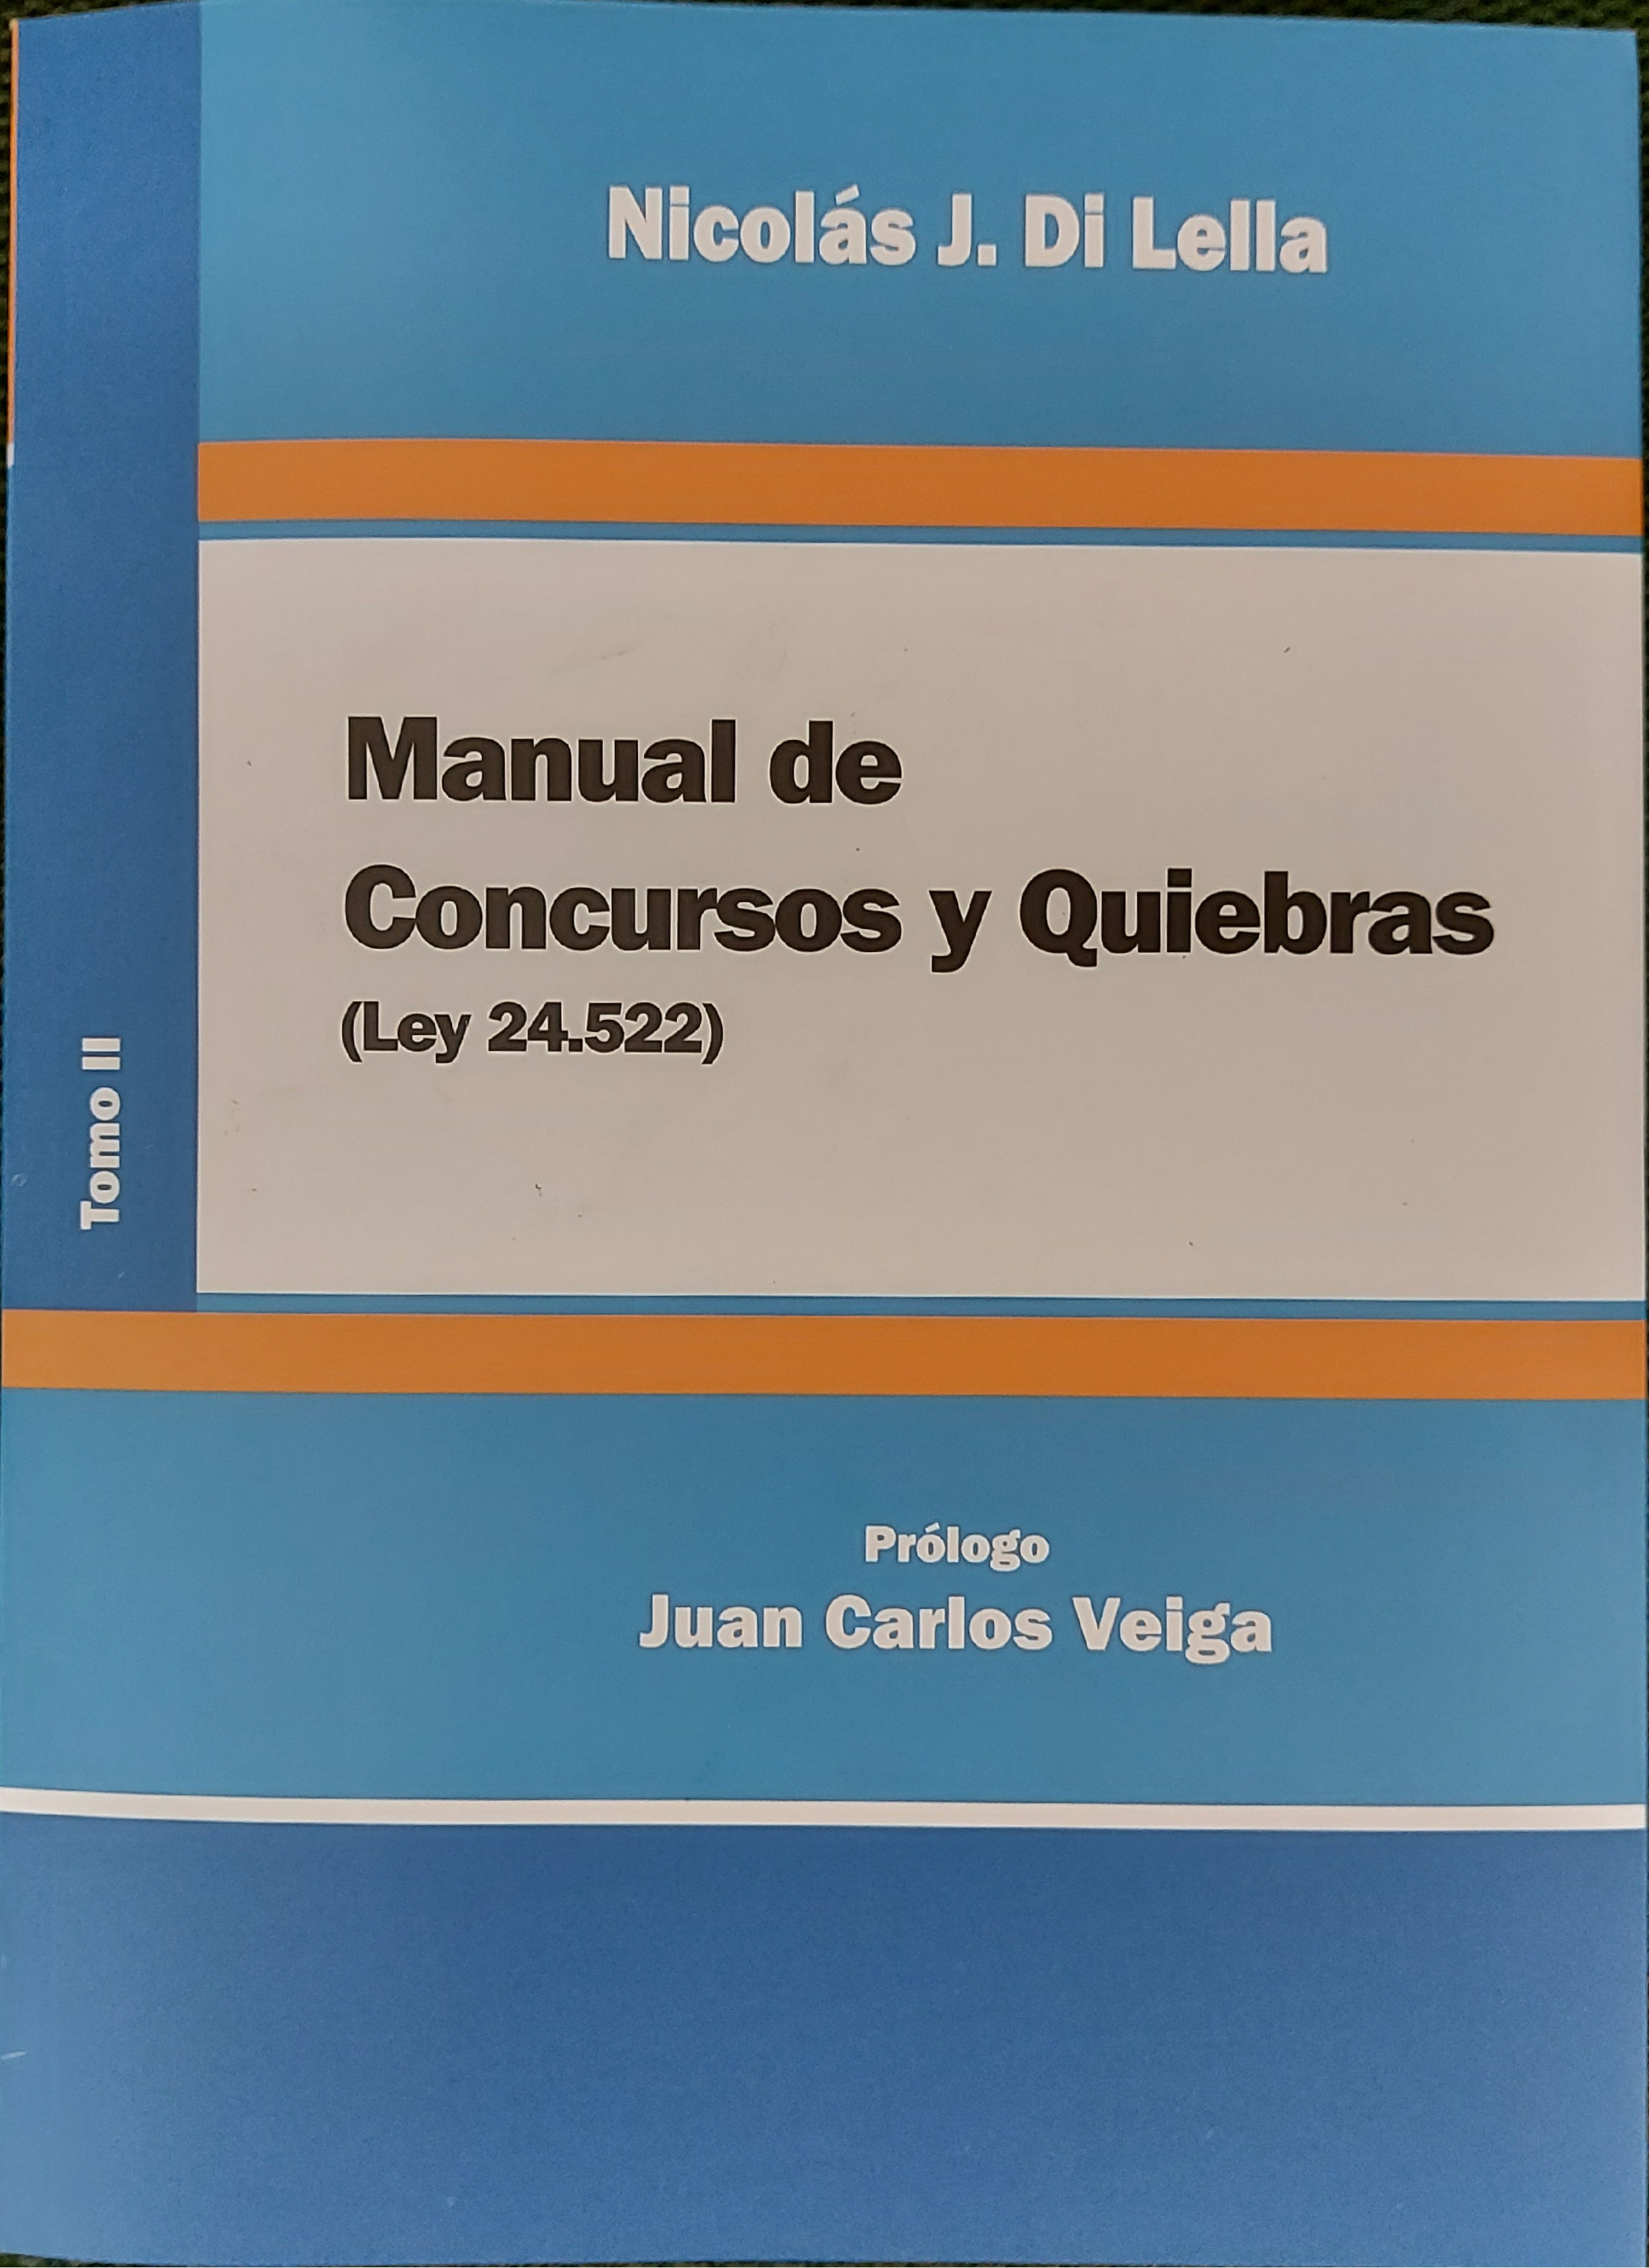 Nicolás J. Di Lella
Manual de
Concursos y Quiebras
(Ley 24.522)
Tomo II
Prólogo
Juan Carlos Veiga